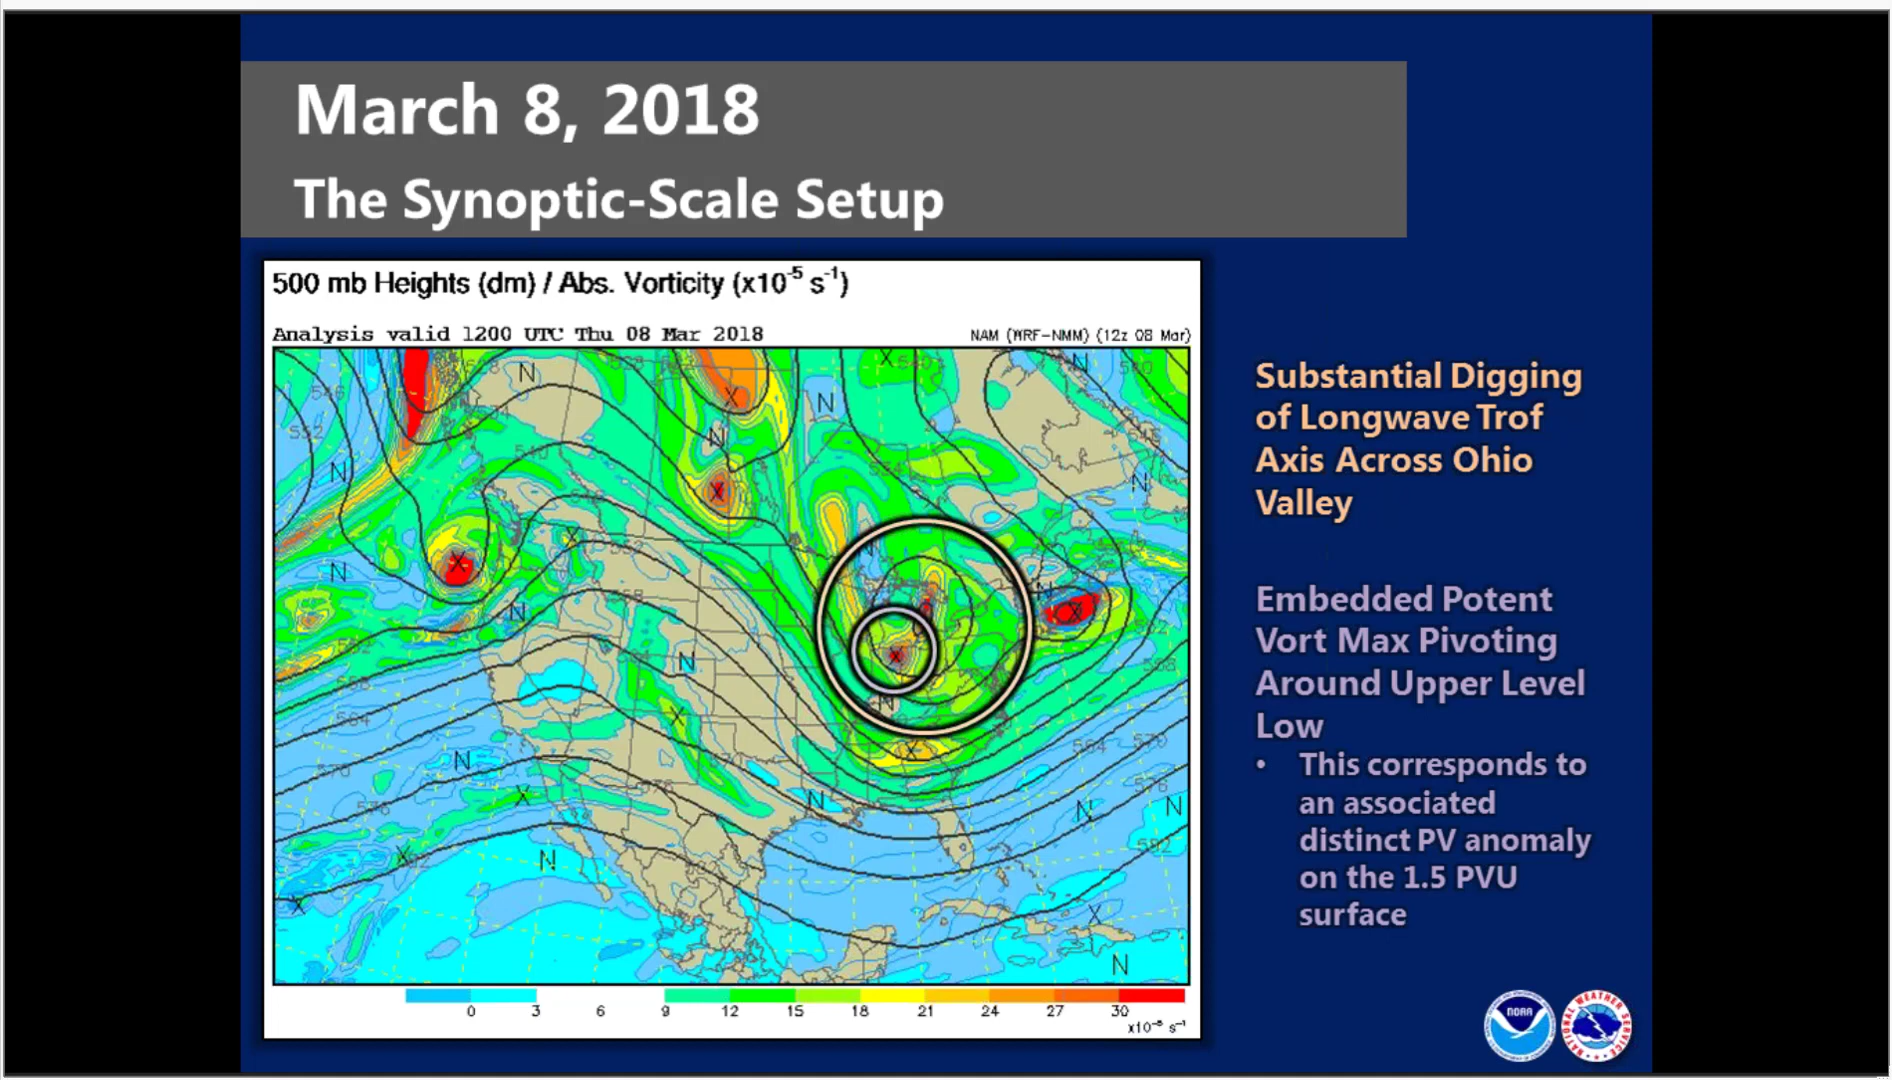 March 8, 2018
The Synoptic-Scale Setup
500 mb Heights (dm) / Abs. Vorticity (x10-5 s-1)
Analysis valid 1200 UTC Thu 08 Mar 2018
NAM (WRF-NMM) (12z 08 Mar)
0 3 6 9 12 15 18 21 24 27 30
x10-5 s-1
Substantial Digging
of Longwave Trof
Axis Across Ohio
Valley
Embedded Potent
Vort Max Pivoting
Around Upper Level
Low
• This corresponds to
an associated
distinct PV anomaly
on the 1.5 PVU
surface
NOAA
NATIONAL WEATHER SERVICE